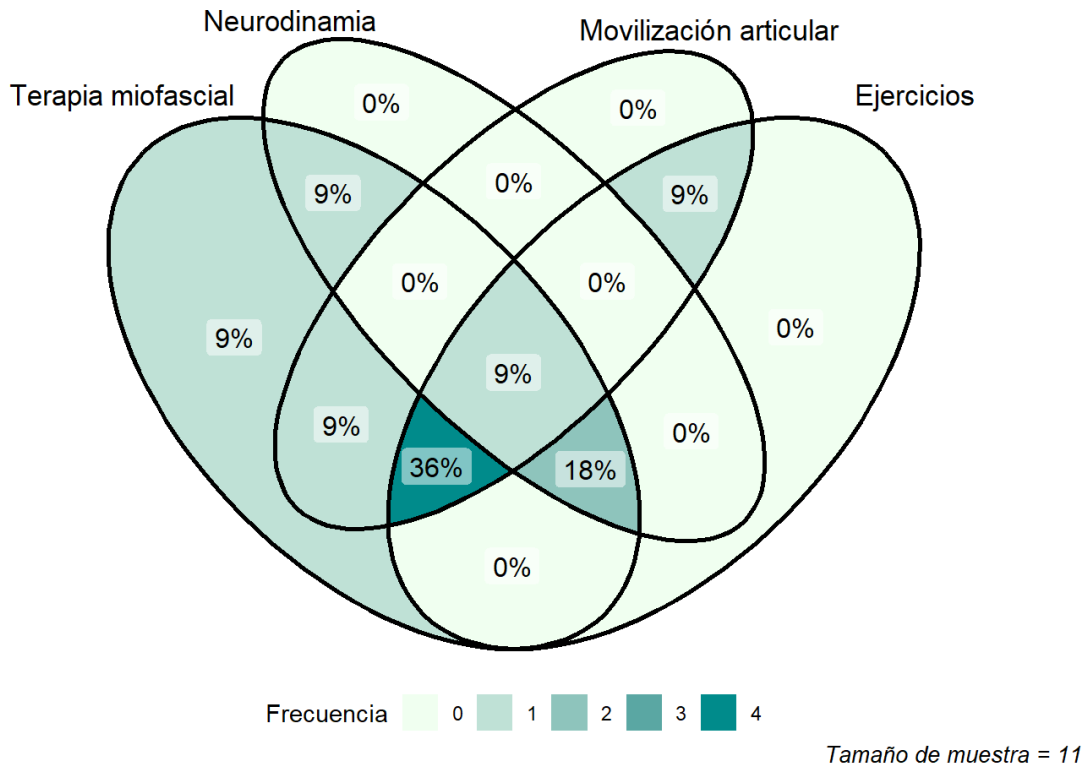 Neurodinamia
Movilización articular
Terapia miofascial
Ejercicios
0%
0%
9%
0%
9%
0%
0%
9%
0%
9%
9%
0%
36%
18%
0%
Frecuencia 0 1 2 3 4
Tamaño de muestra = 11